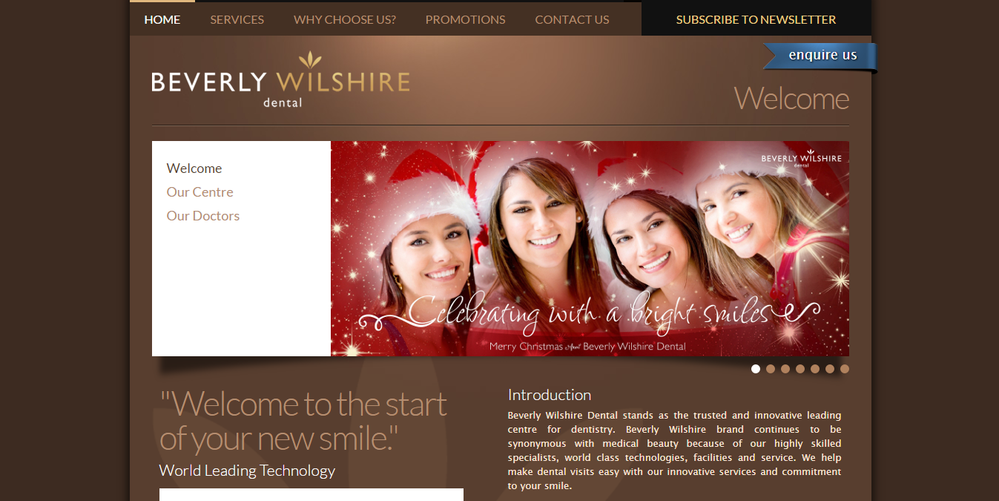 HOME SERVICES WHY CHOOSE US? PROMOTIONS CONTACT US SUBSCRIBE TO NEWSLETTER
enquire us
BEVERLY WILSHIRE
dental
Welcome
Welcome
Our Centre
Our Doctors
BEVERLY WILSHIRE
dental
Celebrating with a bright smiles
Merry Christmas from Beverly Wilshire Dental
"Welcome to the start
of your new smile."
World Leading Technology
Introduction
Beverly Wilshire Dental stands as the trusted and innovative leading
centre for dentistry. Beverly Wilshire brand continues to be
synonymous with medical beauty because of our highly skilled
specialists, world class technologies, facilities and service. We help
make dental visits easy with our innovative services and commitment
to your smile.